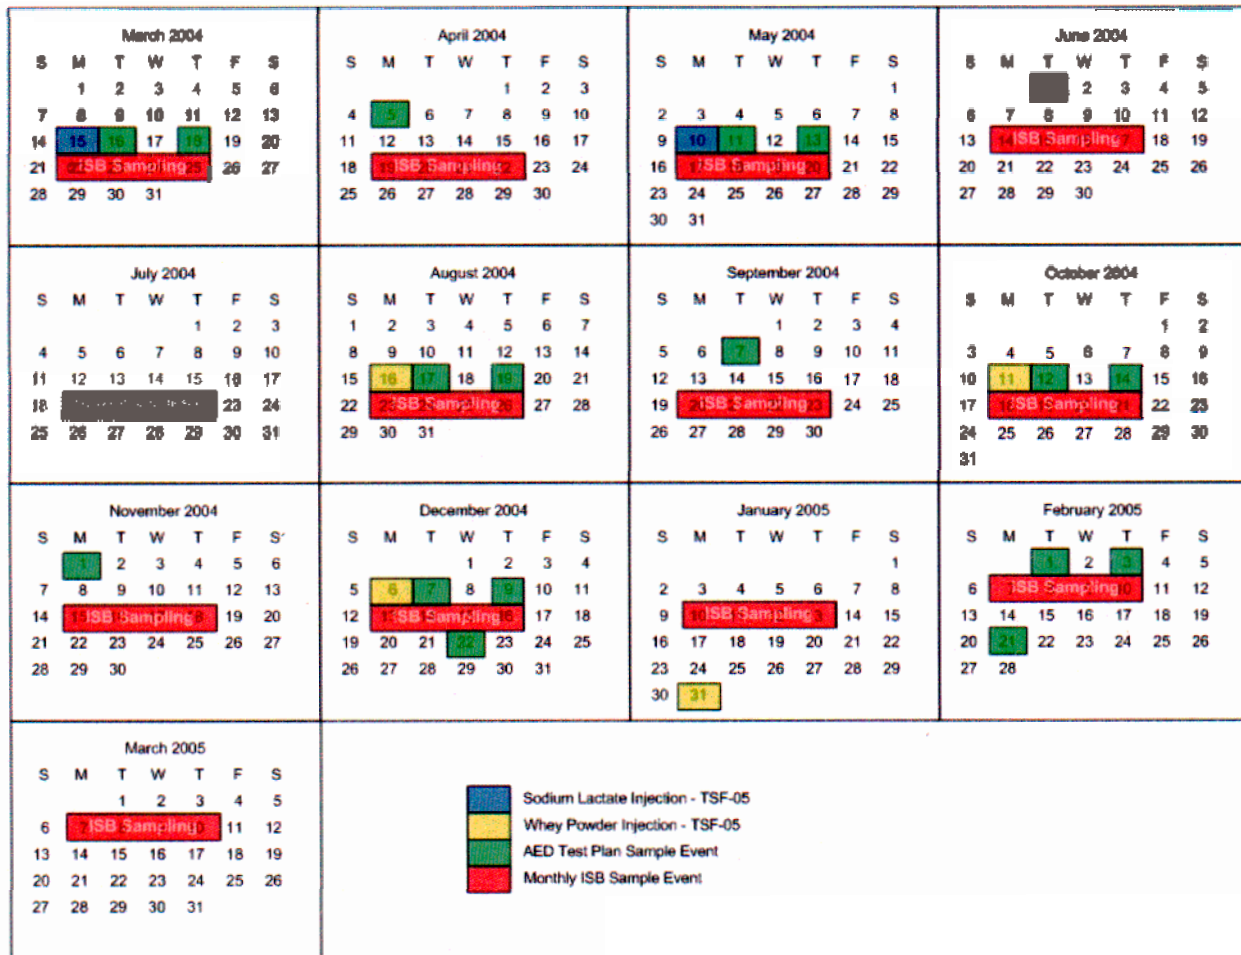 March 2004
S M T W T F S
1 2 3 4 5 6
7 8 9 10 11 12 13
14 15 16 17 18 19 20
21 ISB Sampling 26 27
28 29 30 31
April 2004
S M T W T F S
1 2 3
4 5 6 7 8 9 10
11 12 13 14 15 16 17
18 ISB Sampling 23 24
25 26 27 28 29 30
May 2004
S M T W T F S
1
2 3 4 5 6 7 8
9 10 11 12 13 14 15
16 ISB Sampling 21 22
23 24 25 26 27 28 29
30 31
June 2004
S M T W T F S
2 3 4 5
6 7 8 9 10 11 12
13 ISB Sampling 18 19
20 21 22 23 24 25 26
27 28 29 30
July 2004
S M T W T F S
1 2 3
4 5 6 7 8 9 10
11 12 13 14 15 16 17
18 23 24
25 26 27 28 29 30 31
August 2004
S M T W T F S
1 2 3 4 5 6 7
8 9 10 11 12 13 14
15 16 17 18 19 20 21
22 ISB Sampling 27 28
29 30 31
September 2004
S M T W T F S
1 2 3 4
5 6 7 8 9 10 11
12 13 14 15 16 17 18
19 ISB Sampling 24 25
26 27 28 29 30
October 2004
S M T W T F S
1 2
3 4 5 6 7 8 9
10 11 12 13 14 15 16
17 ISB Sampling 22 23
24 25 26 27 28 29 30
31
November 2004
S M T W T F S
1 2 3 4 5 6
7 8 9 10 11 12 13
14 ISB Sampling 19 20
21 22 23 24 25 26 27
28 29 30
December 2004
S M T W T F S
1 2 3 4
5 6 7 8 9 10 11
12 ISB Sampling 17 18
19 20 21 22 23 24 25
26 27 28 29 30 31
January 2005
S M T W T F S
1
2 3 4 5 6 7 8
9 ISB Sampling 14 15
16 17 18 19 20 21 22
23 24 25 26 27 28 29
30 31
February 2005
S M T W T F S
1 2 3 4 5
6 ISB Sampling 11 12
13 14 15 16 17 18 19
20 21 22 23 24 25 26
27 28
March 2005
S M T W T F S
1 2 3 4 5
6 ISB Sampling 11 12
13 14 15 16 17 18 19
20 21 22 23 24 25 26
27 28 29 30 31
Sodium Lactate Injection - TSF-05
Whey Powder Injection - TSF-05
AED Test Plan Sample Event
Monthly ISB Sample Event